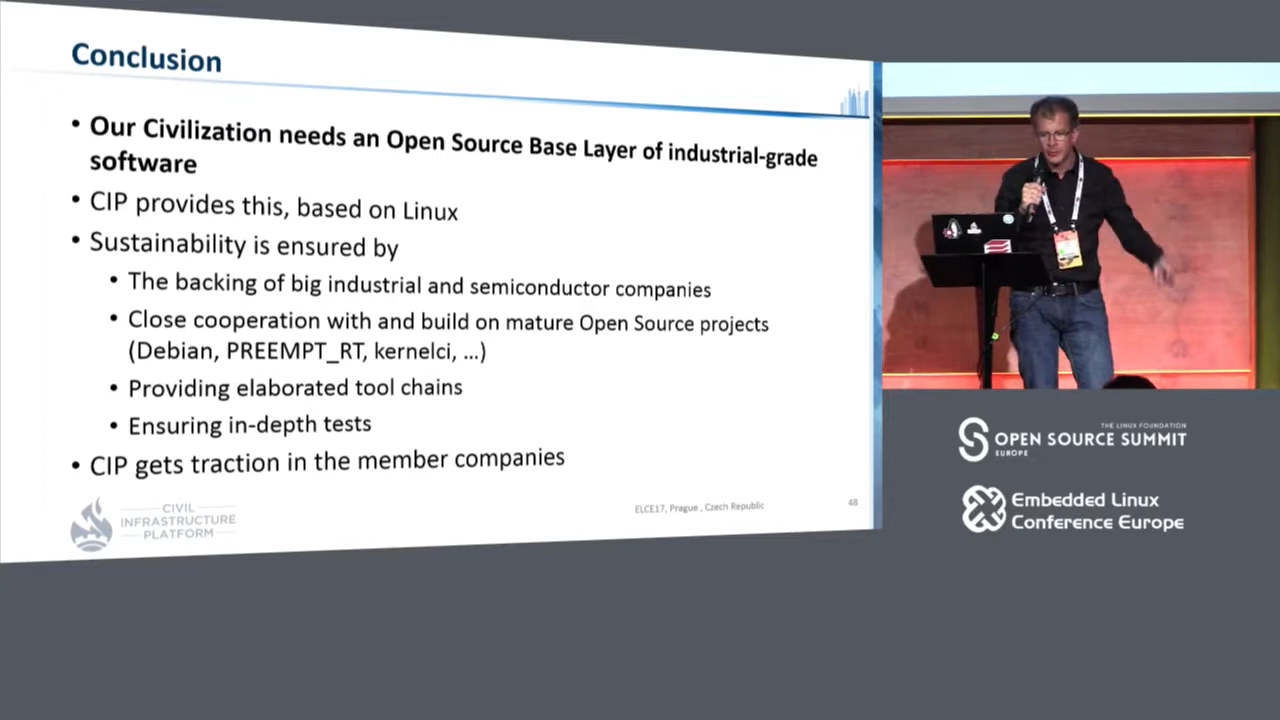 Conclusion
• Our Civilization needs an Open Source Base Layer of industrial-grade
software
• CIP provides this, based on Linux
• Sustainability is ensured by
• The backing of big industrial and semiconductor companies
• Close cooperation with and build on mature Open Source projects
(Debian, PREEMPT_RT, kernelci, ...)
• Providing elaborated tool chains
• Ensuring in-depth tests
• CIP gets traction in the member companies
CIVIL
INFRASTRUCTURE
PLATFORM
ELCE17, Prague , Czech Republic
48
THE LINUX FOUNDATION
OPEN SOURCE SUMMIT
EUROPE
Embedded Linux
Conference Europe